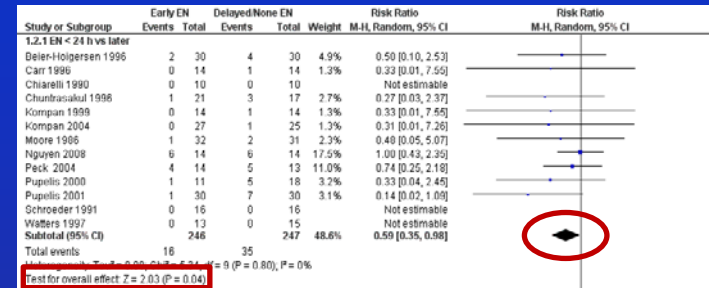 Early EN Delayed/None EN Risk Ratio Risk Ratio
Study or Subgroup Events Total Events Total Weight M-H, Random, 95% CI M-H, Random, 95% CI
1.2.1 EN < 24 h vs later
Beier-Holgersen 1996 2 30 4 30 4.9% 0.50 [0.10, 2.53]
Carr 1996 0 14 1 14 1.3% 0.33 [0.01, 7.55]
Chiarelli 1990 0 10 0 10 Not estimable
Chuntrasakul 1996 1 21 3 17 2.7% 0.27 [0.03, 2.37]
Kompan 1999 0 14 1 14 1.3% 0.33 [0.01, 7.55]
Kompan 2004 0 27 1 25 1.3% 0.31 [0.01, 7.26]
Moore 1986 1 32 2 31 2.3% 0.48 [0.05, 5.07]
Nguyen 2008 6 14 6 14 17.5% 1.00 [0.43, 2.35]
Peck 2004 4 14 5 13 11.0% 0.74 [0.25, 2.18]
Pupelis 2000 1 11 5 18 3.2% 0.33 [0.04, 2.45]
Pupelis 2001 1 30 7 30 3.1% 0.14 [0.02, 1.09]
Schroeder 1991 0 16 0 16 Not estimable
Watters 1997 0 13 0 15 Not estimable
Subtotal (95% CI) 246 247 48.6% 0.59 [0.35, 0.98]
Total events 16 35
= 9 (P = 0.80); I² = 0%
Test for overall effect: Z = 2.03 (P = 0.04)